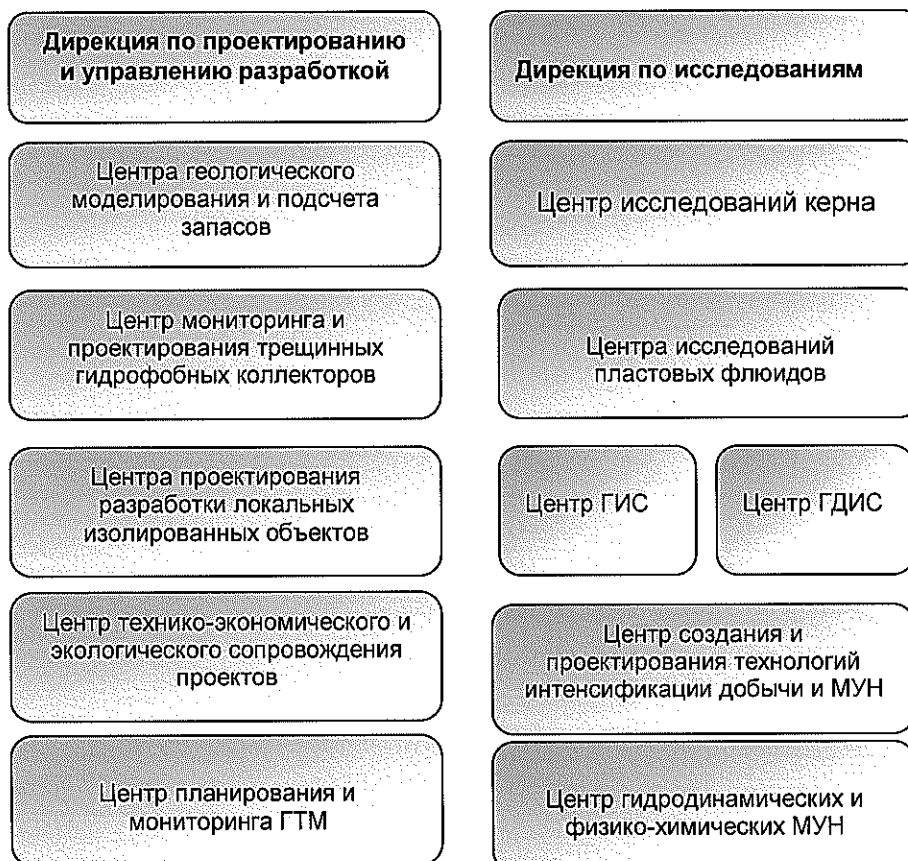 Дирекция по проектированию
и управлению разработкой
Центра геологического
моделирования и подсчета
запасов
Центр мониторинга и
проектирования трещинных
гидрофобных коллекторов
Центра проектирования
разработки локальных
изолированных объектов
Центр технико-экономического и
экологического сопровождения
проектов
Центр планирования и
мониторинга ГТМ
Дирекция по исследованиям
Центр исследований керна
Центра исследований
пластовых флюидов
Центр ГИС
Центр ГДИС
Центр создания и
проектирования технологий
интенсификации добычи и МУН
Центр гидродинамических и
физико-химических МУН